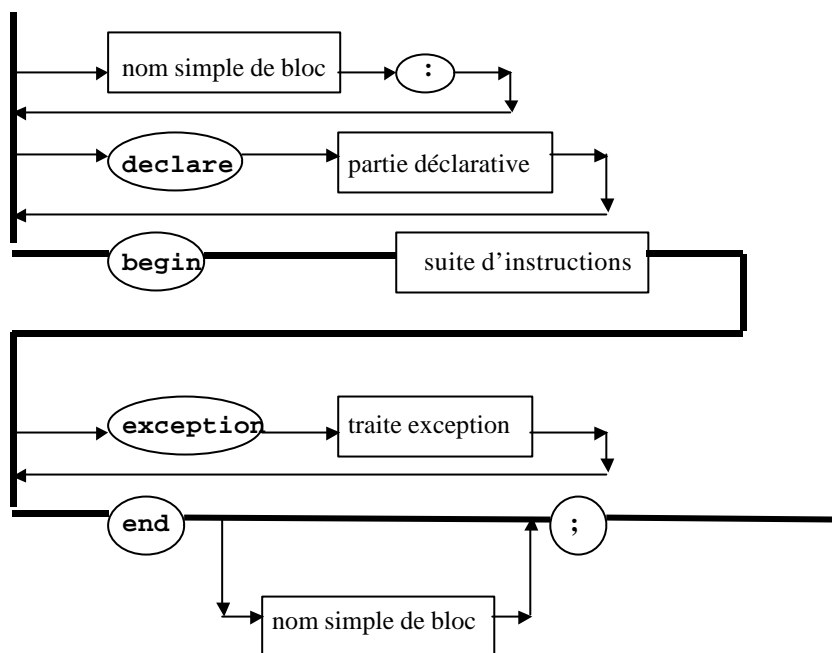 nom simple de bloc :
declare partie déclarative
begin suite d'instructions
exception traite exception
end ;
nom simple de bloc